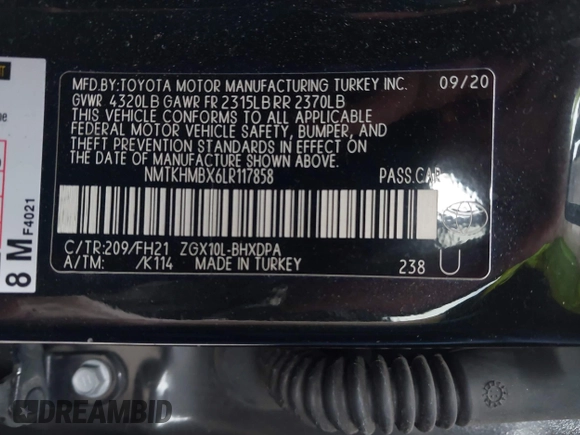 MFD.BY:TOYOTA MOTOR MANUFACTURING TURKEY INC. 09/20
GVWR 4320LB GAWR FR 2315LB RR 2370LB
THIS VEHICLE CONFORMS TO ALL APPLICABLE
FEDERAL MOTOR VEHICLE SAFETY, BUMPER, AND
THEFT PREVENTION STANDARDS IN EFFECT ON THE
DATE OF MANUFACTURE SHOWN ABOVE.
NMTKHMBX6LR117858 PASS.CAR
C/TR:209/FH21 ZGX10L-BHXDPA
A/TM: /K114 MADE IN TURKEY 238
8 M F4021
DREAMBID